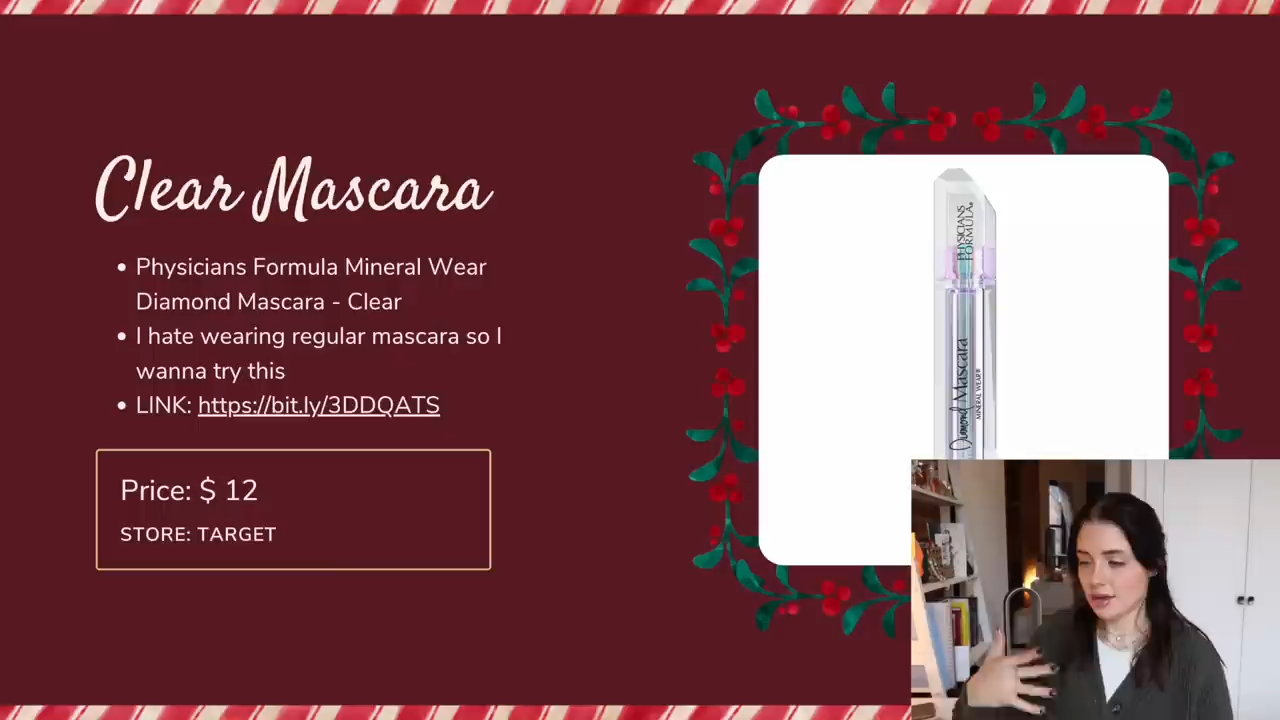 Clear Mascara
Physicians Formula Mineral Wear
Diamond Mascara - Clear
I hate wearing regular mascara so I
wanna try this
LINK: https://bit.ly/3DDQATS
Price: $ 12
STORE: TARGET
PHYSICIANS
FORMULA®
Diamond Mascara
MINERAL WEAR®